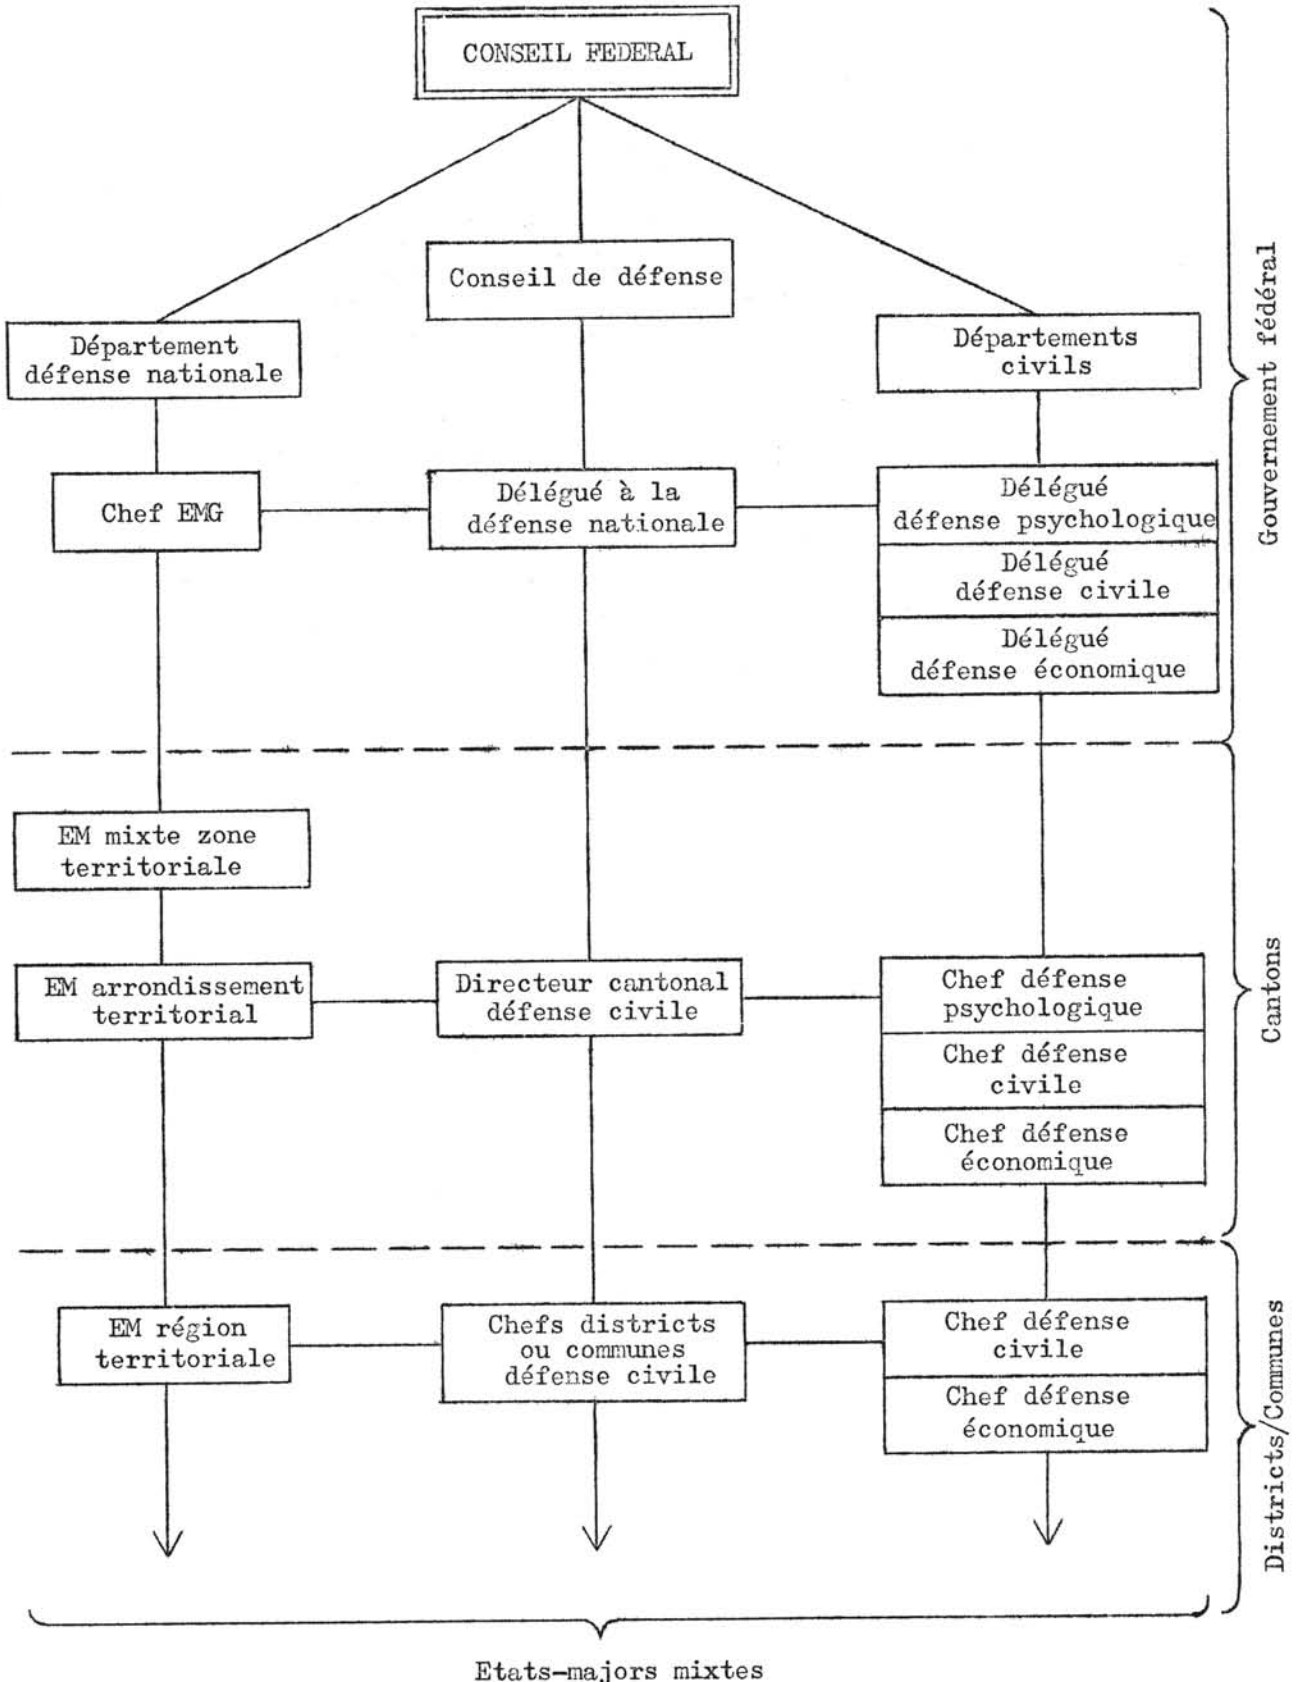 CONSEIL FEDERAL
Conseil de défense
Département
défense nationale
Départements
civils
Chef EMG
Délégué à la
défense nationale
Délégué
défense psychologique
Délégué
défense civile
Délégué
défense économique
Gouvernement fédéral
EM mixte zone
territoriale
EM arrondissement
territorial
Directeur cantonal
défense civile
Chef défense
psychologique
Chef défense
civile
Chef défense
économique
Cantons
EM région
territoriale
Chefs districts
ou communes
défense civile
Chef défense
civile
Chef défense
économique
Districts/Communes
Etats-majors mixtes